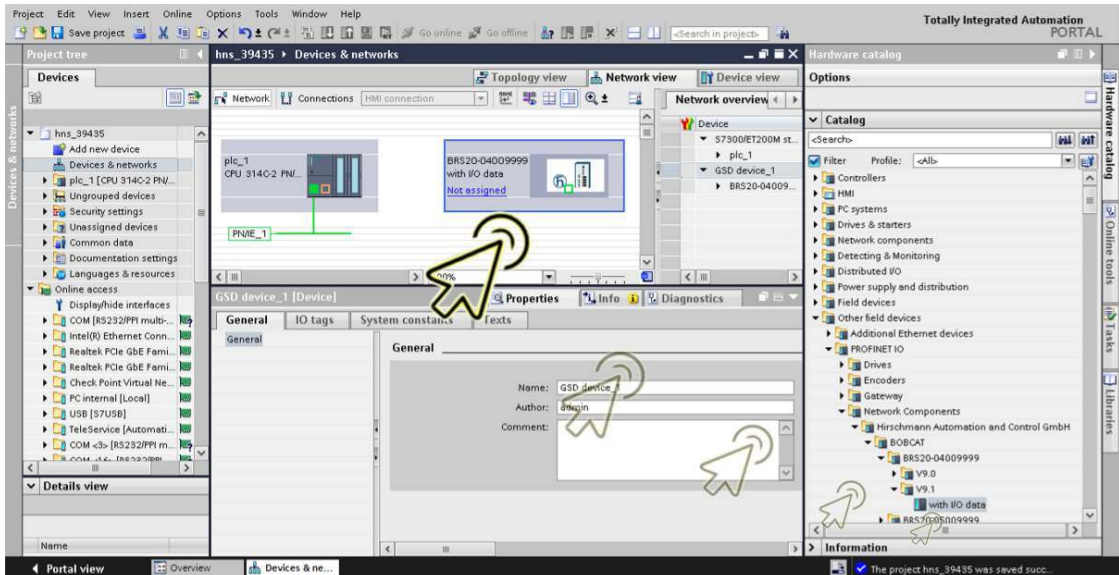 Project Edit View Insert Online Options Tools Window Help
Totally Integrated Automation
PORTAL
Save project Go online Go offline <Search in project>
Project tree
hns_39435 Devices & networks
Hardware catalog
Devices
Topology view Network view Device view
Options
Network Connections HMI connection
Network overview
Device
S7300/ET200M st...
plc_1
GSD device_1
BRS20-04009...
hns_39435
Add new device
Devices & networks
plc_1 [CPU 314C-2 PN/...
Ungrouped devices
Security settings
Unassigned devices
Common data
Documentation settings
Languages & resources
Online access
Display/hide interfaces
COM [RS232/PPI multi-...
Intel(R) Ethernet Conn...
Realtek PCIe GbE Fami...
Realtek PCIe GbE Fami...
Check Point Virtual Ne...
PC internal [Local]
USB [S7USB]
TeleService [Automati...
COM <3> [RS232/PPI m...
Details view
Name
plc_1
CPU 314C-2 PN/...
BRS20-04009999
with I/O data
Not assigned
PN/IE_1
GSD device_1 [Device]
Properties Info Diagnostics
General IO tags System constants Texts
General
General
Name: GSD device_1
Author: admin
Comment:
Catalog
<Search>
Filter Profile: <All>
Controllers
HMI
PC systems
Drives & starters
Network components
Detecting & Monitoring
Distributed I/O
Power supply and distribution
Field devices
Other field devices
Additional Ethernet devices
PROFINET IO
Drives
Encoders
Gateway
Network Components
Hirschmann Automation and Control GmbH
BOBCAT
BRS20-04009999
V9.0
V9.1
with I/O data
Information
Hardware catalog
Online tools
Tasks
Libraries
Devices & networks
Portal view Overview Devices & ne...
The project hns_39435 was saved succ...